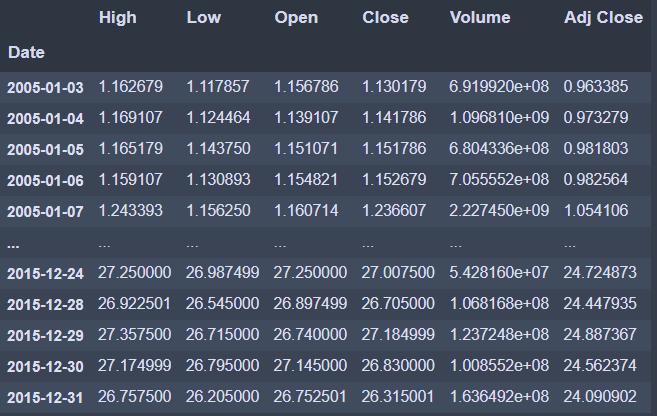 High Low Open Close Volume Adj Close
Date
2005-01-03 1.162679 1.117857 1.156786 1.130179 6.919920e+08 0.963385
2005-01-04 1.169107 1.124464 1.139107 1.141786 1.096810e+09 0.973279
2005-01-05 1.165179 1.143750 1.151071 1.151786 6.804336e+08 0.981803
2005-01-06 1.159107 1.130893 1.154821 1.152679 7.055552e+08 0.982564
2005-01-07 1.243393 1.156250 1.160714 1.236607 2.227450e+09 1.054106
... ... ... ... ... ... ...
2015-12-24 27.250000 26.987499 27.250000 27.007500 5.428160e+07 24.724873
2015-12-28 26.922501 26.545000 26.897499 26.705000 1.068168e+08 24.447935
2015-12-29 27.357500 26.715000 26.740000 27.184999 1.237248e+08 24.887367
2015-12-30 27.174999 26.795000 27.145000 26.830000 1.008552e+08 24.562374
2015-12-31 26.757500 26.205000 26.752501 26.315001 1.636492e+08 24.090902